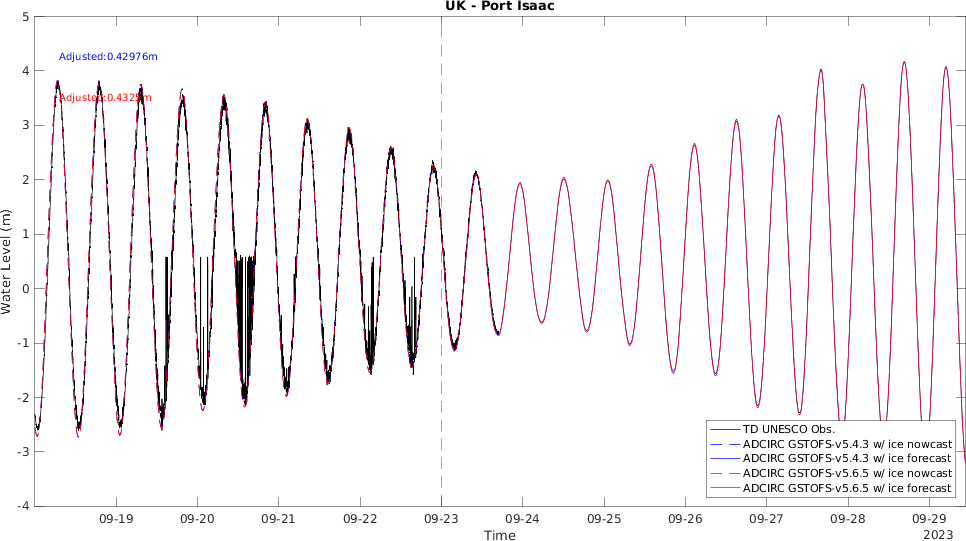 UK - Port Isaac
5
4
3
2
1
0
-1
-2
-3
-4
Water Level (m)
Adjusted:0.42976m
Adjusted:0.4325m
TD UNESCO Obs.
ADCIRC GSTOFS-v5.4.3 w/ ice nowcast
ADCIRC GSTOFS-v5.4.3 w/ ice forecast
ADCIRC GSTOFS-v5.6.5 w/ ice nowcast
ADCIRC GSTOFS-v5.6.5 w/ ice forecast
09-19 09-20 09-21 09-22 09-23 09-24 09-25 09-26 09-27 09-28 09-29
Time
2023